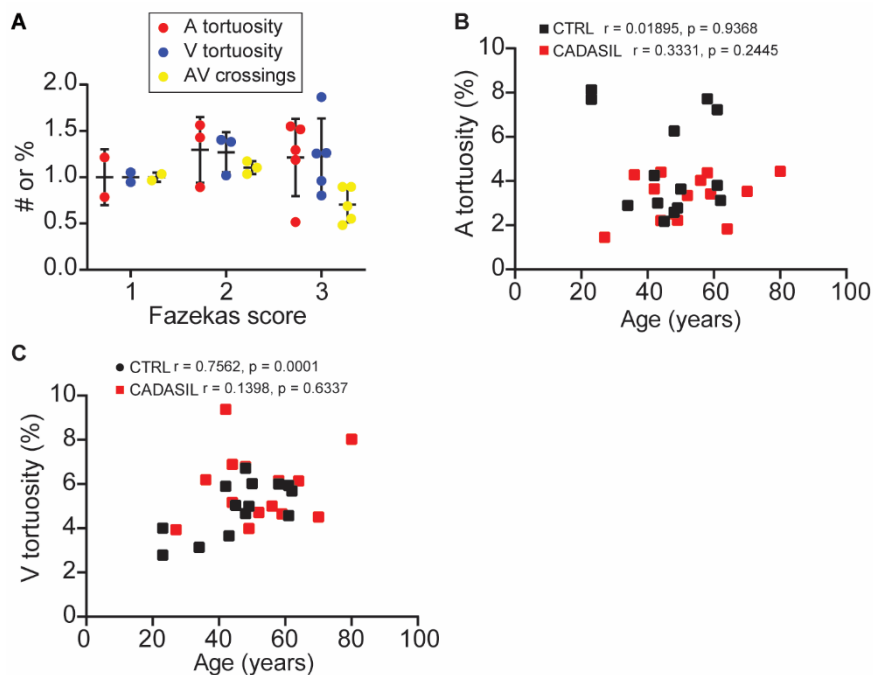 A
A tortuosity
V tortuosity
AV crossings
# or %
2.0
1.5
1.0
0.5
0.0
1 2 3
Fazekas score
B
CTRL r = 0.01895, p = 0.9368
CADASIL r = 0.3331, p = 0.2445
A tortuosity (%)
10
8
6
4
2
0
0 20 40 60 80 100
Age (years)
C
CTRL r = 0.7562, p = 0.0001
CADASIL r = 0.1398, p = 0.6337
V tortuosity (%)
10
8
6
4
2
0
0 20 40 60 80 100
Age (years)